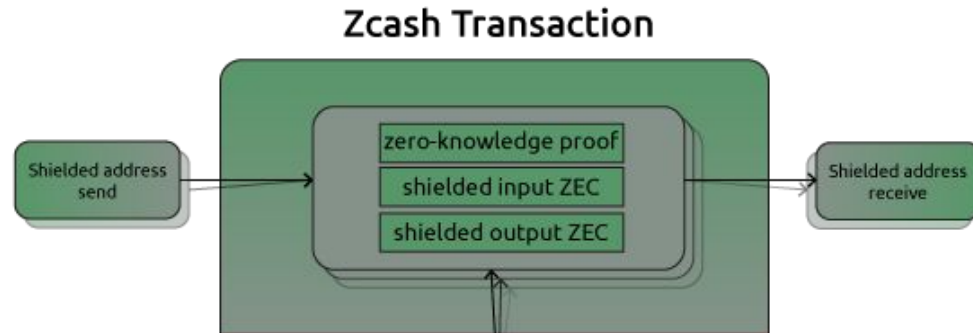 Zcash Transaction
Shielded address
send
zero-knowledge proof
shielded input ZEC
shielded output ZEC
Shielded address
receive